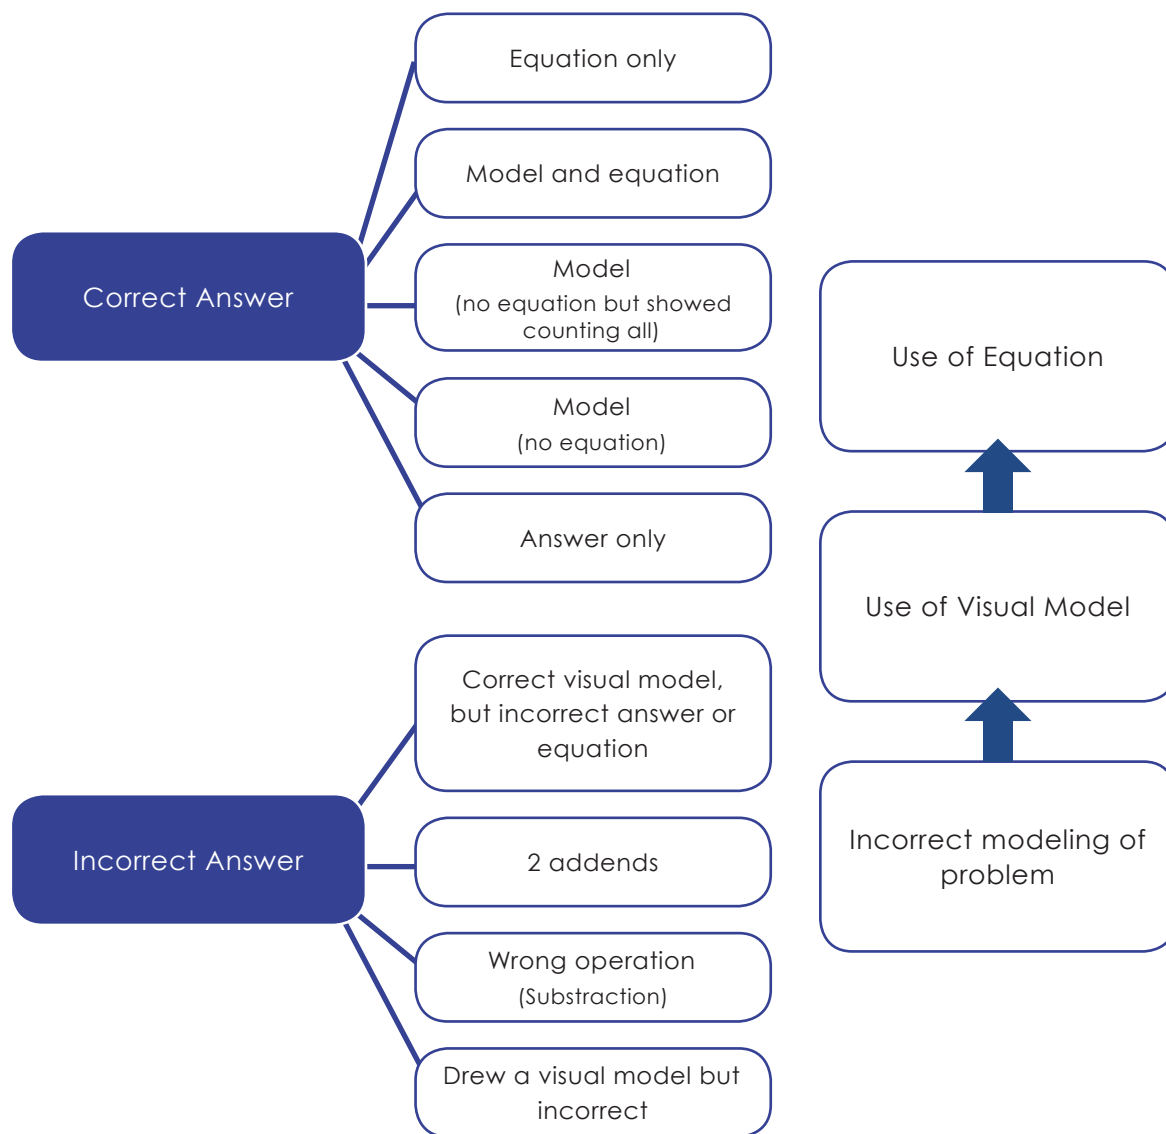 Correct Answer
Equation only
Model and equation
Model
(no equation but showed
counting all)
Model
(no equation)
Answer only
Incorrect Answer
Correct visual model,
but incorrect answer or
equation
2 addends
Wrong operation
(Substraction)
Drew a visual model but
incorrect
Use of Equation
Use of Visual Model
Incorrect modeling of
problem